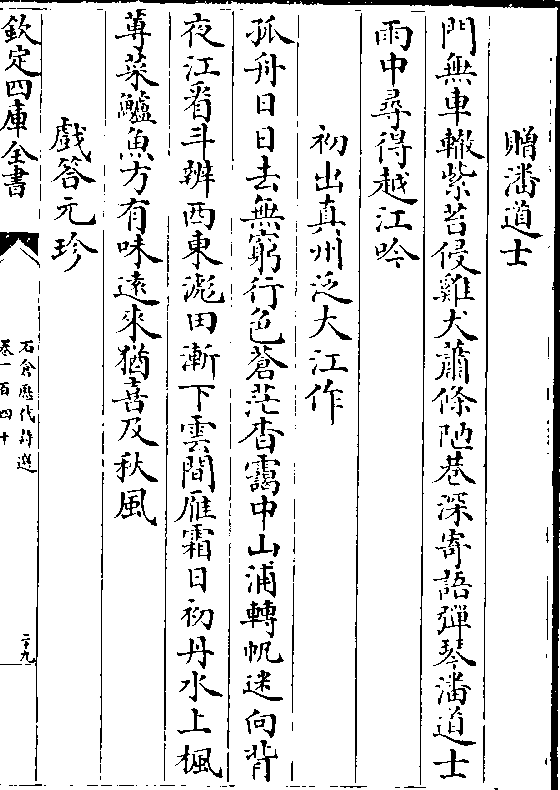 贈潘道士
門無車轍紫苔侵雞犬蕭條陋巷深寄語彈琴潘道士
雨中尋得越江吟
初出真州泛大江作
孤舟日日去無窮行色蒼茫杳靄中山浦轉帆迷向背
夜江看斗辨西東滮田漸下雲間雁霜日初丹水上楓
蓴菜鱸魚方有味遠來猶喜及秋風
戲答元珍
欽定四庫全書
石倉歷代詩選
卷一百四十
二十九